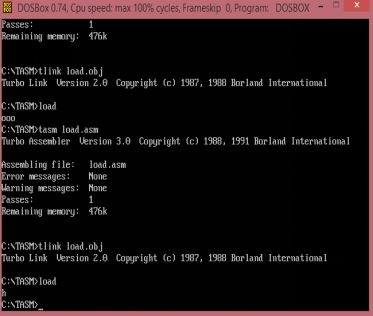 DOSBox 0.74, Cpu speed: max 100% cycles, Frameskip 0, Program: DOSBOX
Passes: 1
Remaining memory: 476k
C:\TASM>tlink load.obj
Turbo Link Version 2.0 Copyright (c) 1987, 1988 Borland International
C:\TASM>load
ooo
C:\TASM>tasm load.asm
Turbo Assembler Version 3.0 Copyright (c) 1988, 1991 Borland International
Assembling file: load.asm
Error messages: None
Warning messages: None
Passes: 1
Remaining memory: 476k
C:\TASM>tlink load.obj
Turbo Link Version 2.0 Copyright (c) 1987, 1988 Borland International
C:\TASM>load
h
C:\TASM>_